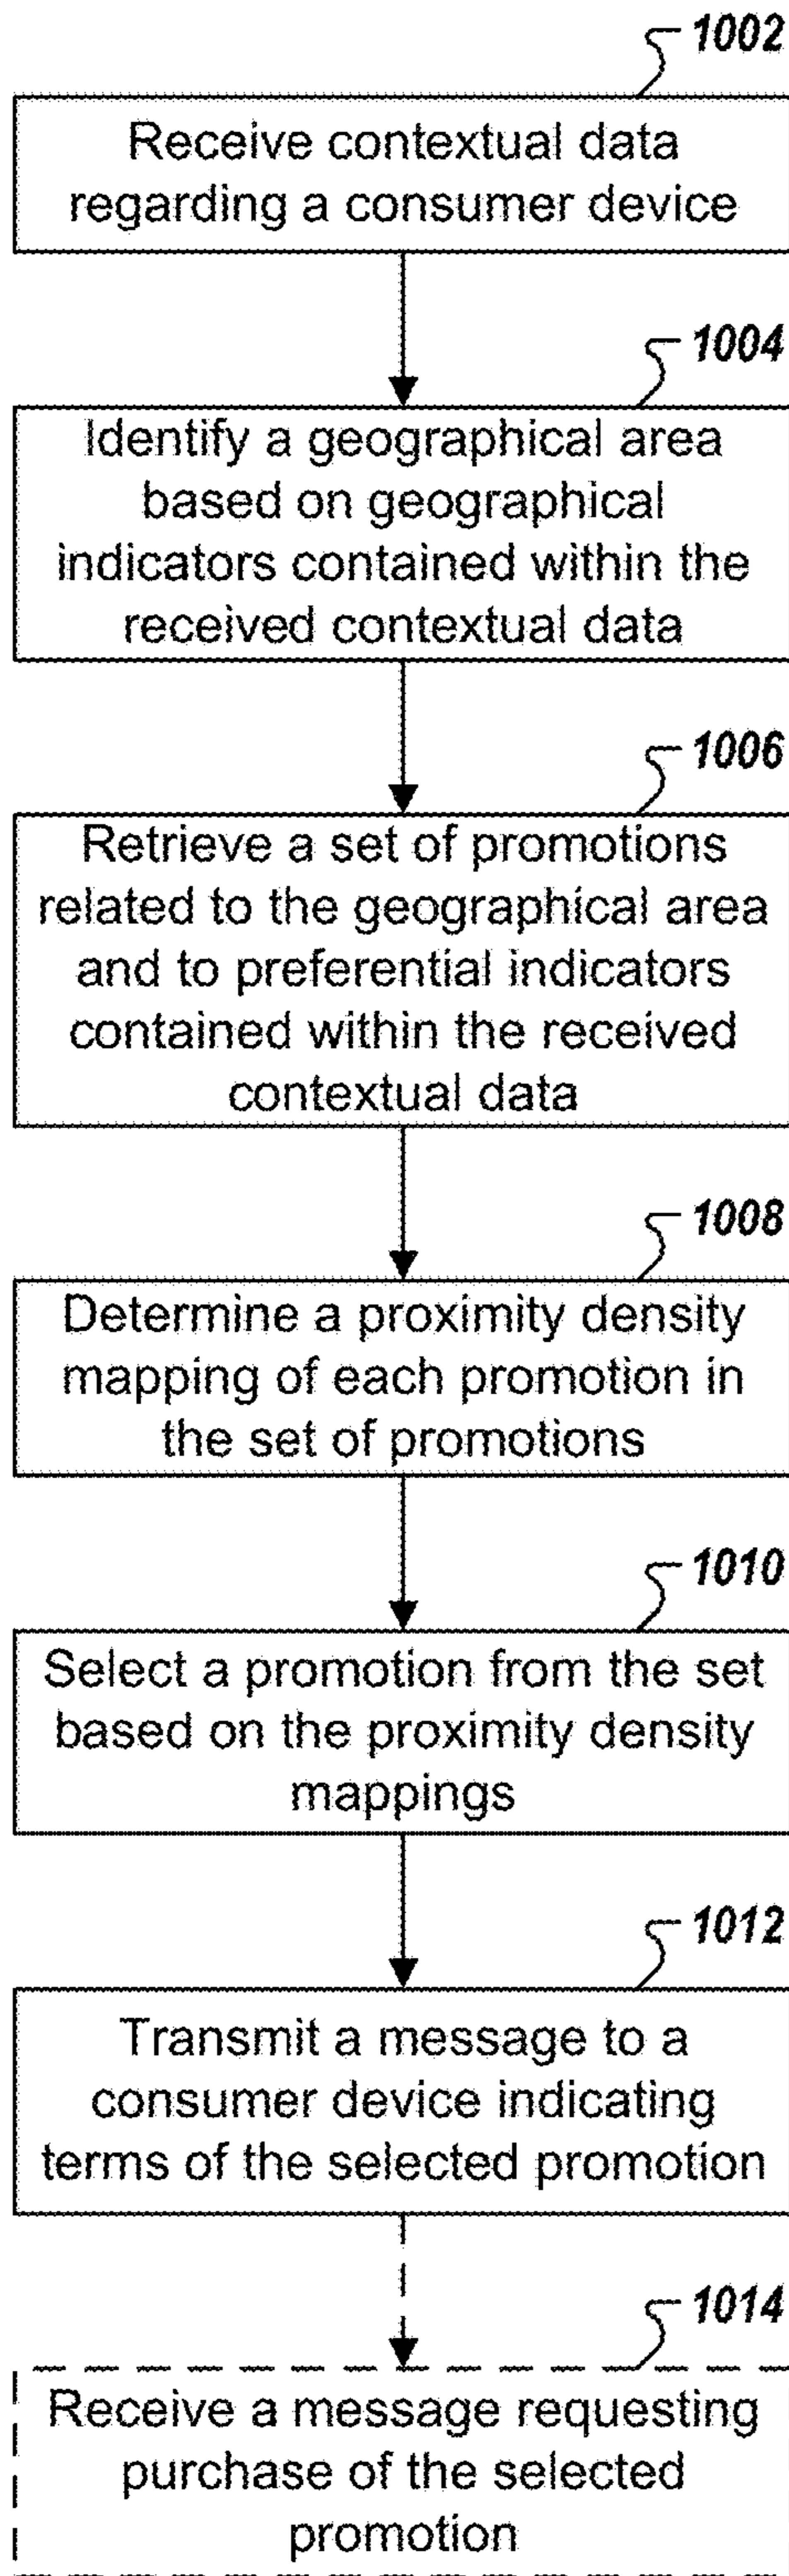 1002
Receive contextual data
regarding a consumer device
1004
Identify a geographical area
based on geographical
indicators contained within the
received contextual data
1006
Retrieve a set of promotions
related to the geographical area
and to preferential indicators
contained within the received
contextual data
1008
Determine a proximity density
mapping of each promotion in
the set of promotions
1010
Select a promotion from the set
based on the proximity density
mappings
1012
Transmit a message to a
consumer device indicating
terms of the selected promotion
1014
Receive a message requesting
purchase of the selected
promotion